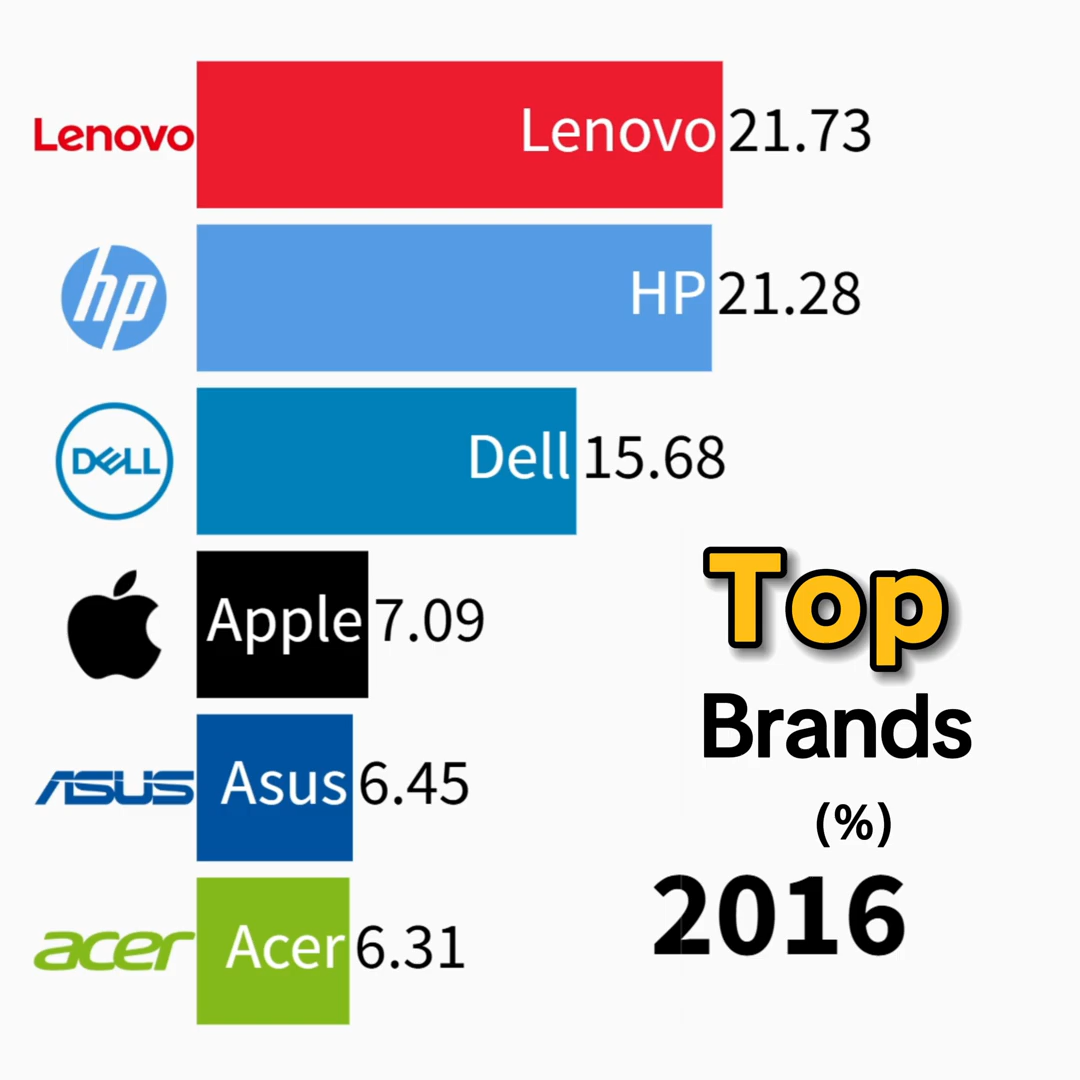 Lenovo Lenovo 21.73
hp HP 21.28
DELL Dell 15.68
Apple 7.09
ASUS Asus 6.45
acer Acer 6.31
Top
Brands
(%)
2016